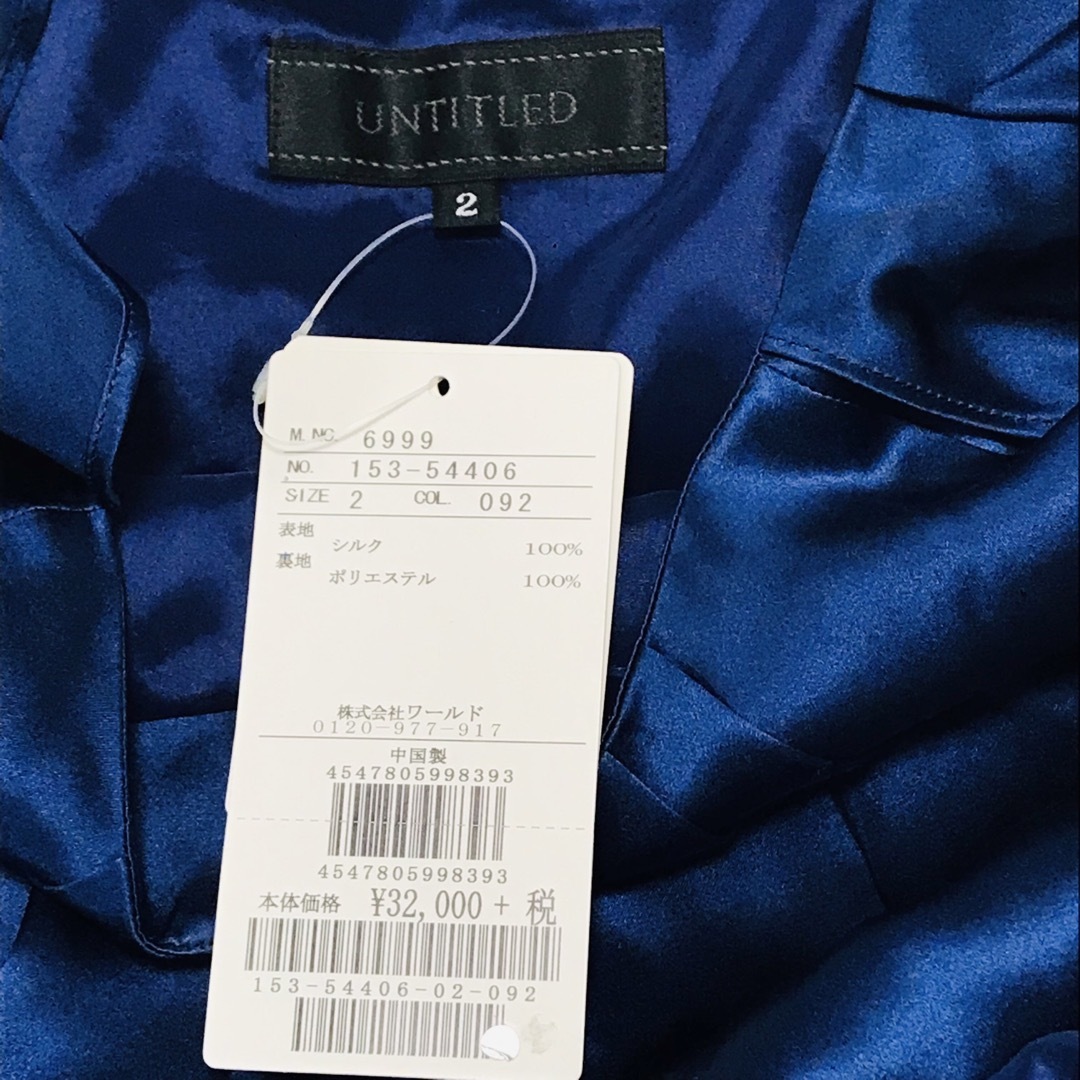 UNTITLED
2
M. NO. 6999
NO. 153-54406
SIZE 2 COL. 092
表地 シルク 100%
裏地 ポリエステル 100%
株式会社ワールド
0120-977-917
中国製
4547805998393
4547805998393
本体価格 ¥32,000 + 税
153-54406-02-092